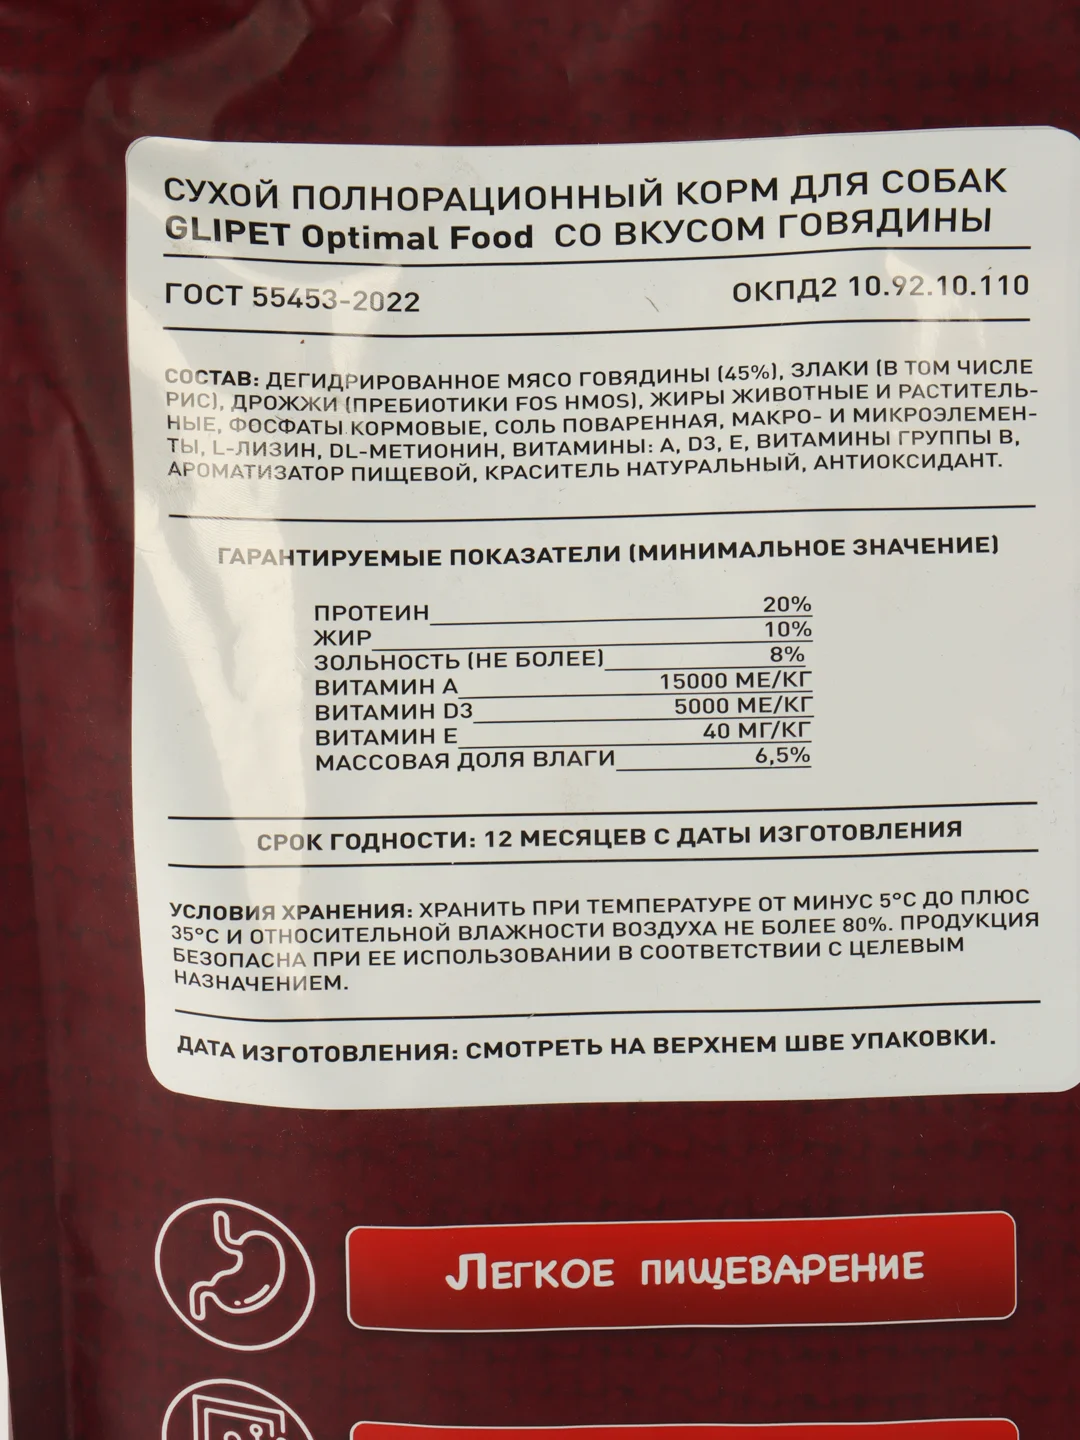 СУХОЙ ПОЛНОРАЦИОННЫЙ КОРМ ДЛЯ СОБАК
GLIPET Optimal Food СО ВКУСОМ ГОВЯДИНЫ
ГОСТ 55453-2022 ОКПД2 10.92.10.110
СОСТАВ: ДЕГИДРИРОВАННОЕ МЯСО ГОВЯДИНЫ (45%), ЗЛАКИ (В ТОМ ЧИСЛЕ
РИС), ДРОЖЖИ (ПРЕБИОТИКИ FOS HMOS), ЖИРЫ ЖИВОТНЫЕ И РАСТИТЕЛЬ-
НЫЕ, ФОСФАТЫ КОРМОВЫЕ, СОЛЬ ПОВАРЕННАЯ, МАКРО- И МИКРОЭЛЕМЕН-
ТЫ, L-ЛИЗИН, DL-МЕТИОНИН, ВИТАМИНЫ: А, D3, Е, ВИТАМИНЫ ГРУППЫ В,
АРОМАТИЗАТОР ПИЩЕВОЙ, КРАСИТЕЛЬ НАТУРАЛЬНЫЙ, АНТИОКСИДАНТ.
ГАРАНТИРУЕМЫЕ ПОКАЗАТЕЛИ (МИНИМАЛЬНОЕ ЗНАЧЕНИЕ)
ПРОТЕИН 20%
ЖИР 10%
ЗОЛЬНОСТЬ (НЕ БОЛЕЕ) 8%
ВИТАМИН А 15000 МЕ/КГ
ВИТАМИН D3 5000 МЕ/КГ
ВИТАМИН Е 40 МГ/КГ
МАССОВАЯ ДОЛЯ ВЛАГИ 6,5%
СРОК ГОДНОСТИ: 12 МЕСЯЦЕВ С ДАТЫ ИЗГОТОВЛЕНИЯ
УСЛОВИЯ ХРАНЕНИЯ: ХРАНИТЬ ПРИ ТЕМПЕРАТУРЕ ОТ МИНУС 5°С ДО ПЛЮС
35°С И ОТНОСИТЕЛЬНОЙ ВЛАЖНОСТИ ВОЗДУХА НЕ БОЛЕЕ 80%. ПРОДУКЦИЯ
БЕЗОПАСНА ПРИ ЕЕ ИСПОЛЬЗОВАНИИ В СООТВЕТСТВИИ С ЦЕЛЕВЫМ
НАЗНАЧЕНИЕМ.
ДАТА ИЗГОТОВЛЕНИЯ: СМОТРЕТЬ НА ВЕРХНЕМ ШВЕ УПАКОВКИ.
ЛЕГКОЕ ПИЩЕВАРЕНИЕ